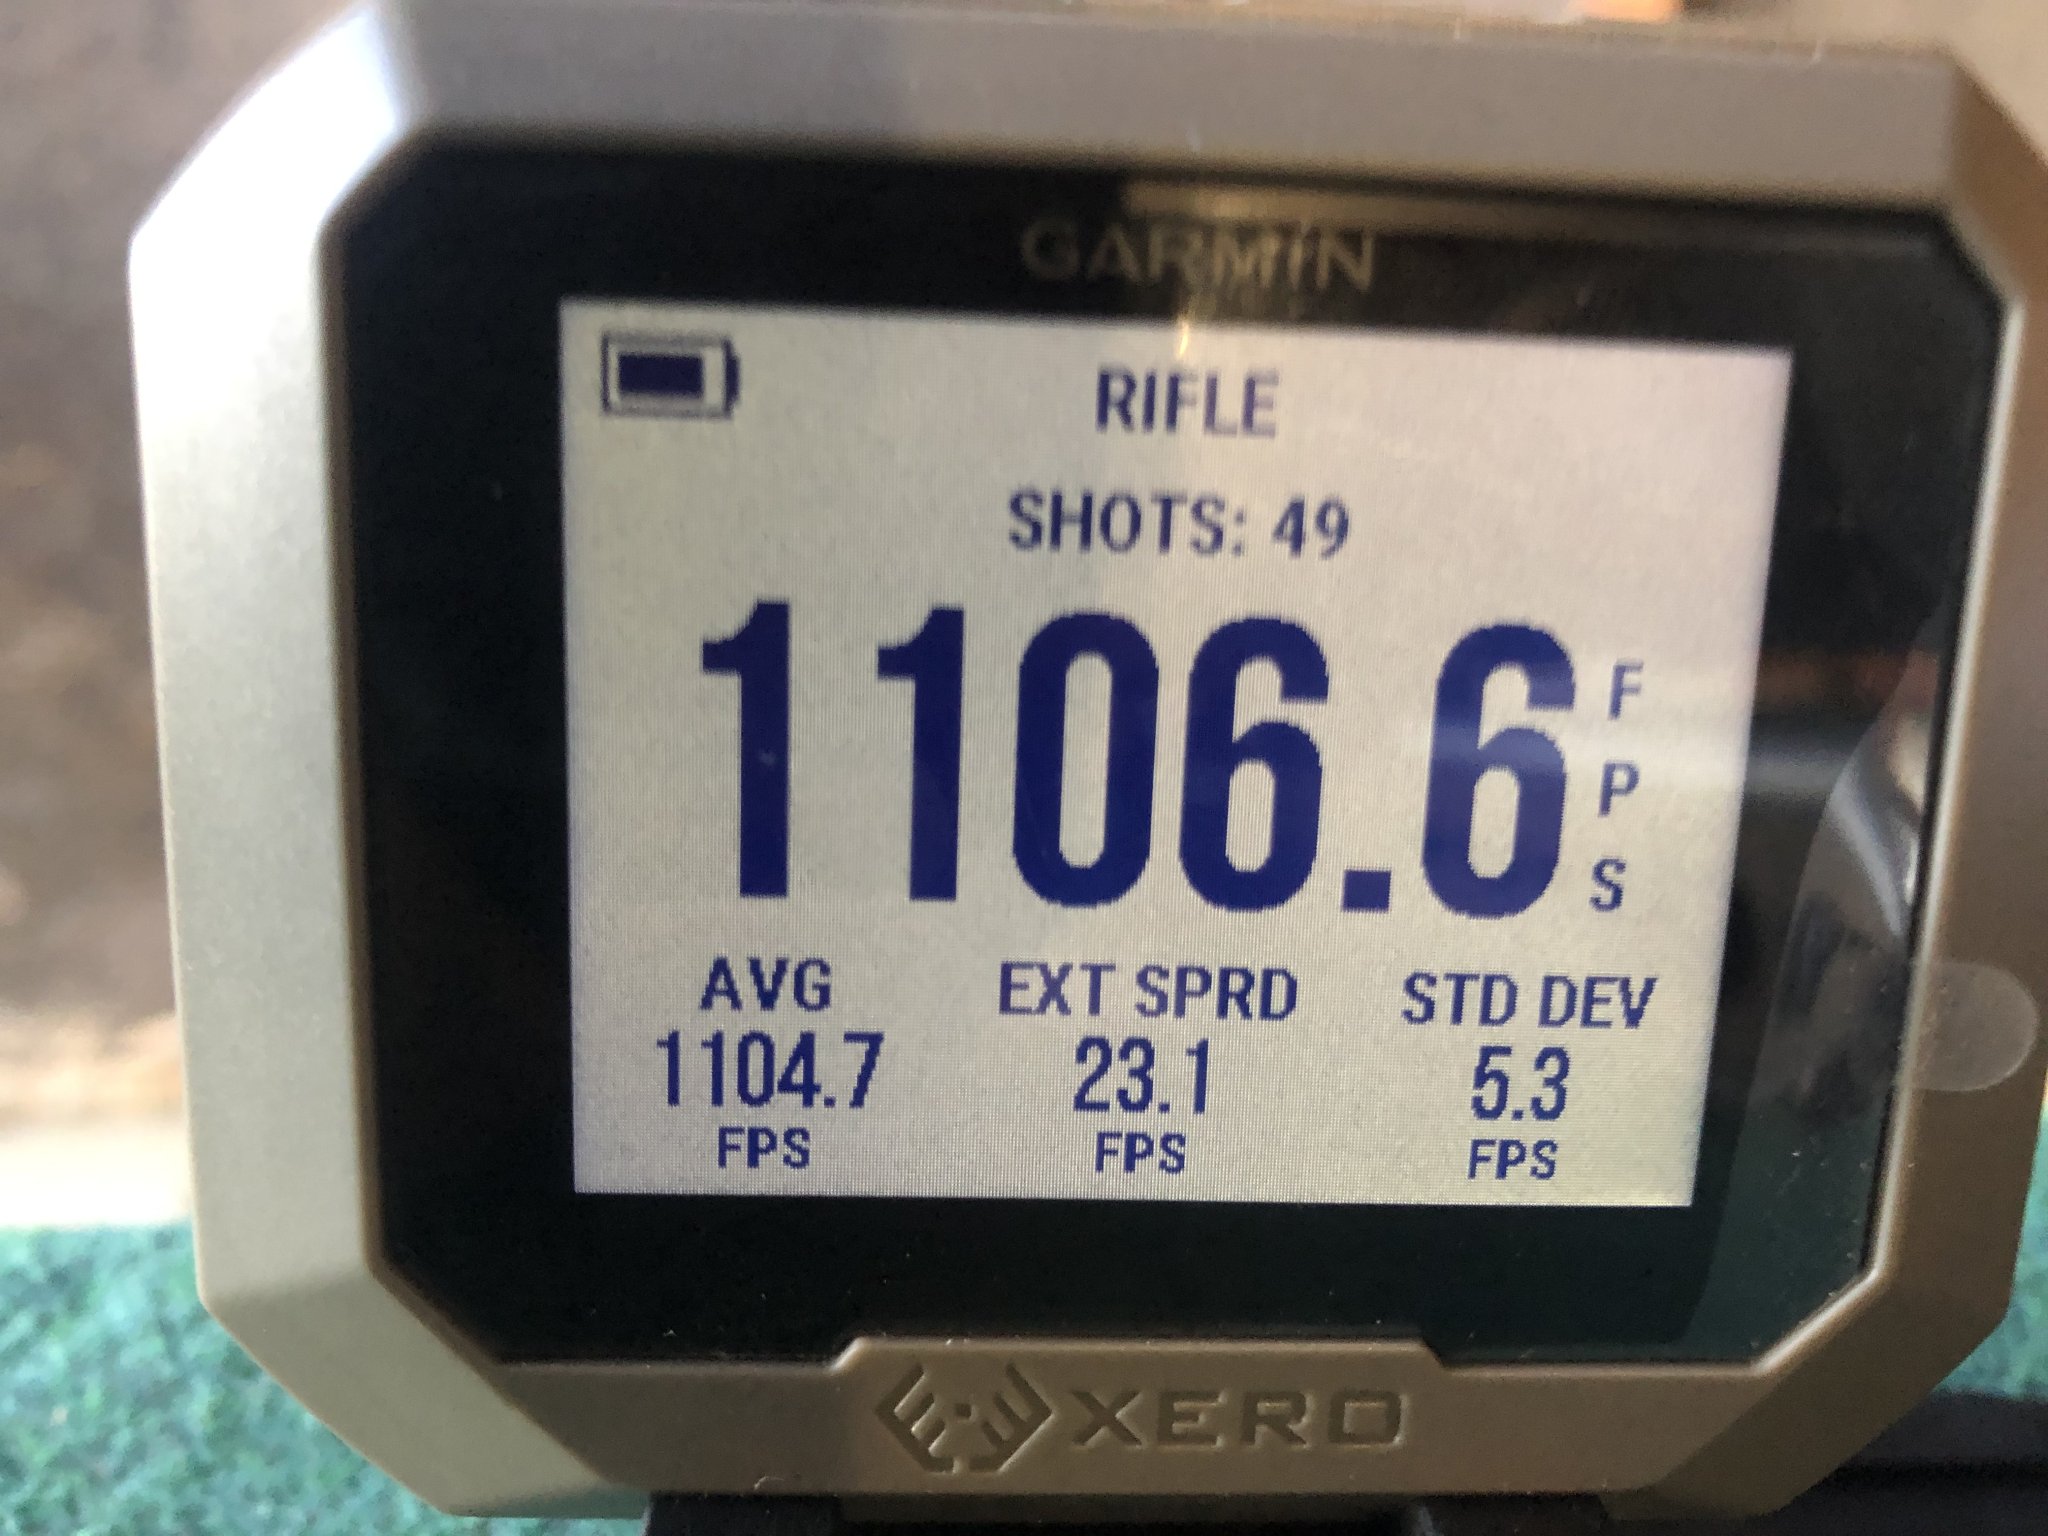 GARMIN
RIFLE
SHOTS: 49
1106.6 FPS
AVG EXT SPRD STD DEV
1104.7 23.1 5.3
FPS FPS FPS
XERO